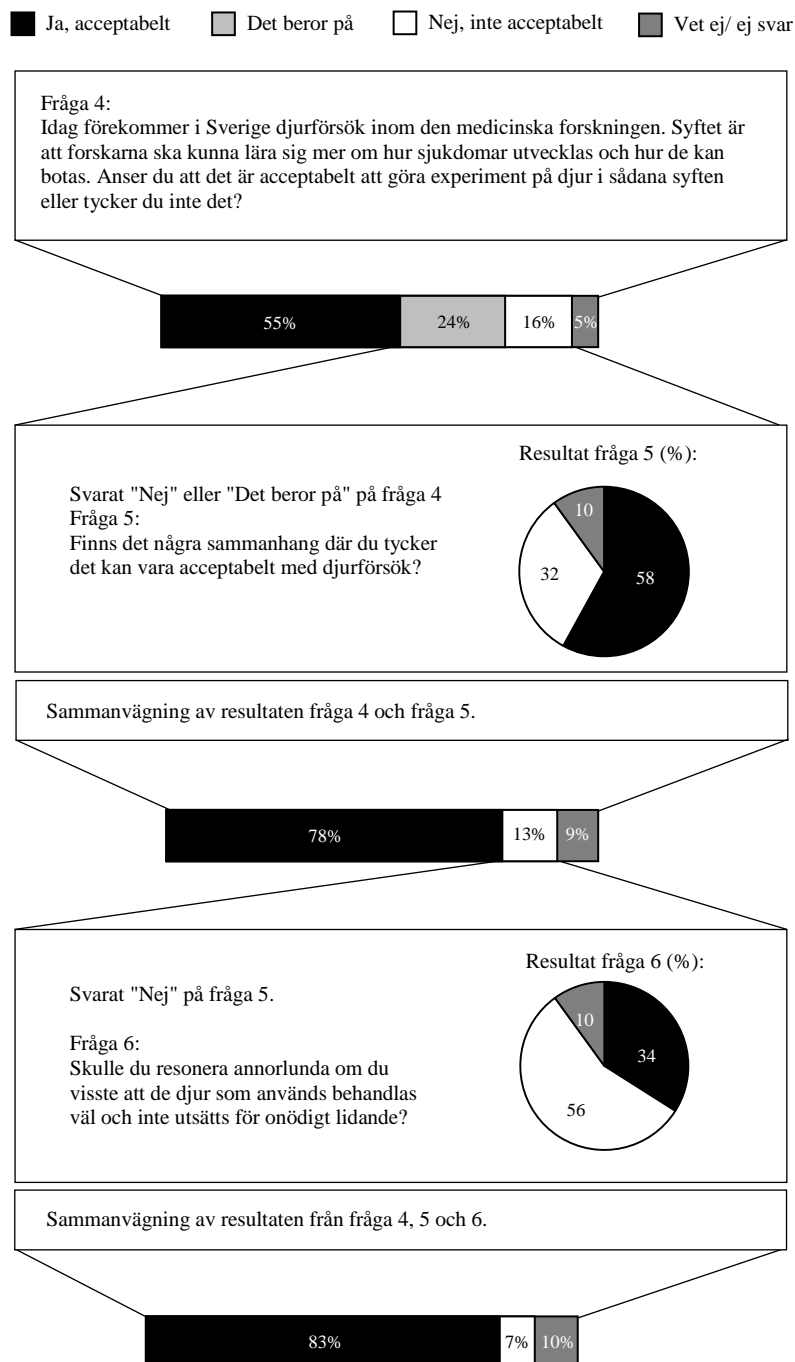 Ja, acceptabelt Det beror på Nej, inte acceptabelt Vet ej/ ej svar
Fråga 4:
Idag förekommer i Sverige djurförsök inom den medicinska forskningen. Syftet är
att forskarna ska kunna lära sig mer om hur sjukdomar utvecklas och hur de kan
botas. Anser du att det är acceptabelt att göra experiment på djur i sådana syften
eller tycker du inte det?
55% 24% 16% 5%
Resultat fråga 5 (%):
Svarat "Nej" eller "Det beror på" på fråga 4
Fråga 5:
Finns det några sammanhang där du tycker
det kan vara acceptabelt med djurförsök?
10
32 58
Sammanvägning av resultaten fråga 4 och fråga 5.
78% 13% 9%
Resultat fråga 6 (%):
Svarat "Nej" på fråga 5.
Fråga 6:
Skulle du resonera annorlunda om du
visste att de djur som används behandlas
väl och inte utsätts för onödigt lidande?
10
34
56
Sammanvägning av resultaten från fråga 4, 5 och 6.
83% 7% 10%